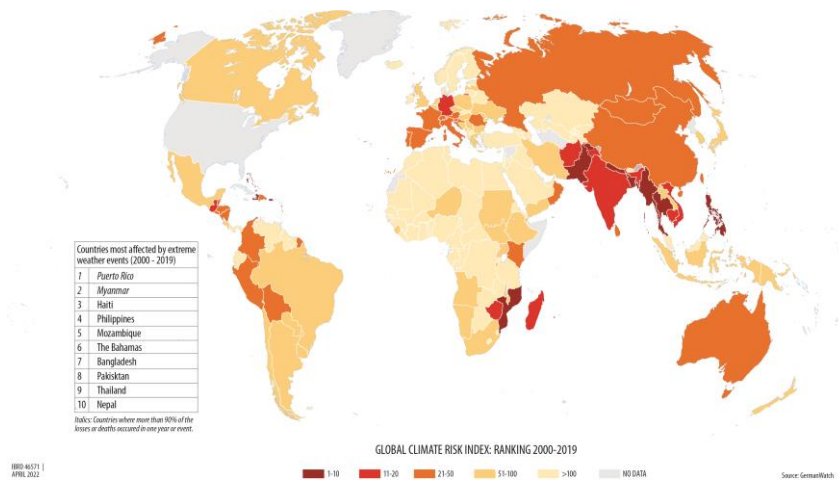 Countries most affected by extreme
weather events (2000 - 2019)
1 Puerto Rico
2 Myanmar
3 Haiti
4 Philippines
5 Mozambique
6 The Bahamas
7 Bangladesh
8 Pakisktan
9 Thailand
10 Nepal
Italics: Countries where more than 90% of the
losses or deaths occured in one year or event.
GLOBAL CLIMATE RISK INDEX: RANKING 2000-2019
1-10 11-20 21-50 51-100 >100 NO DATA
IBRD 46571 |
APRIL 2022
Source: GermanWatch